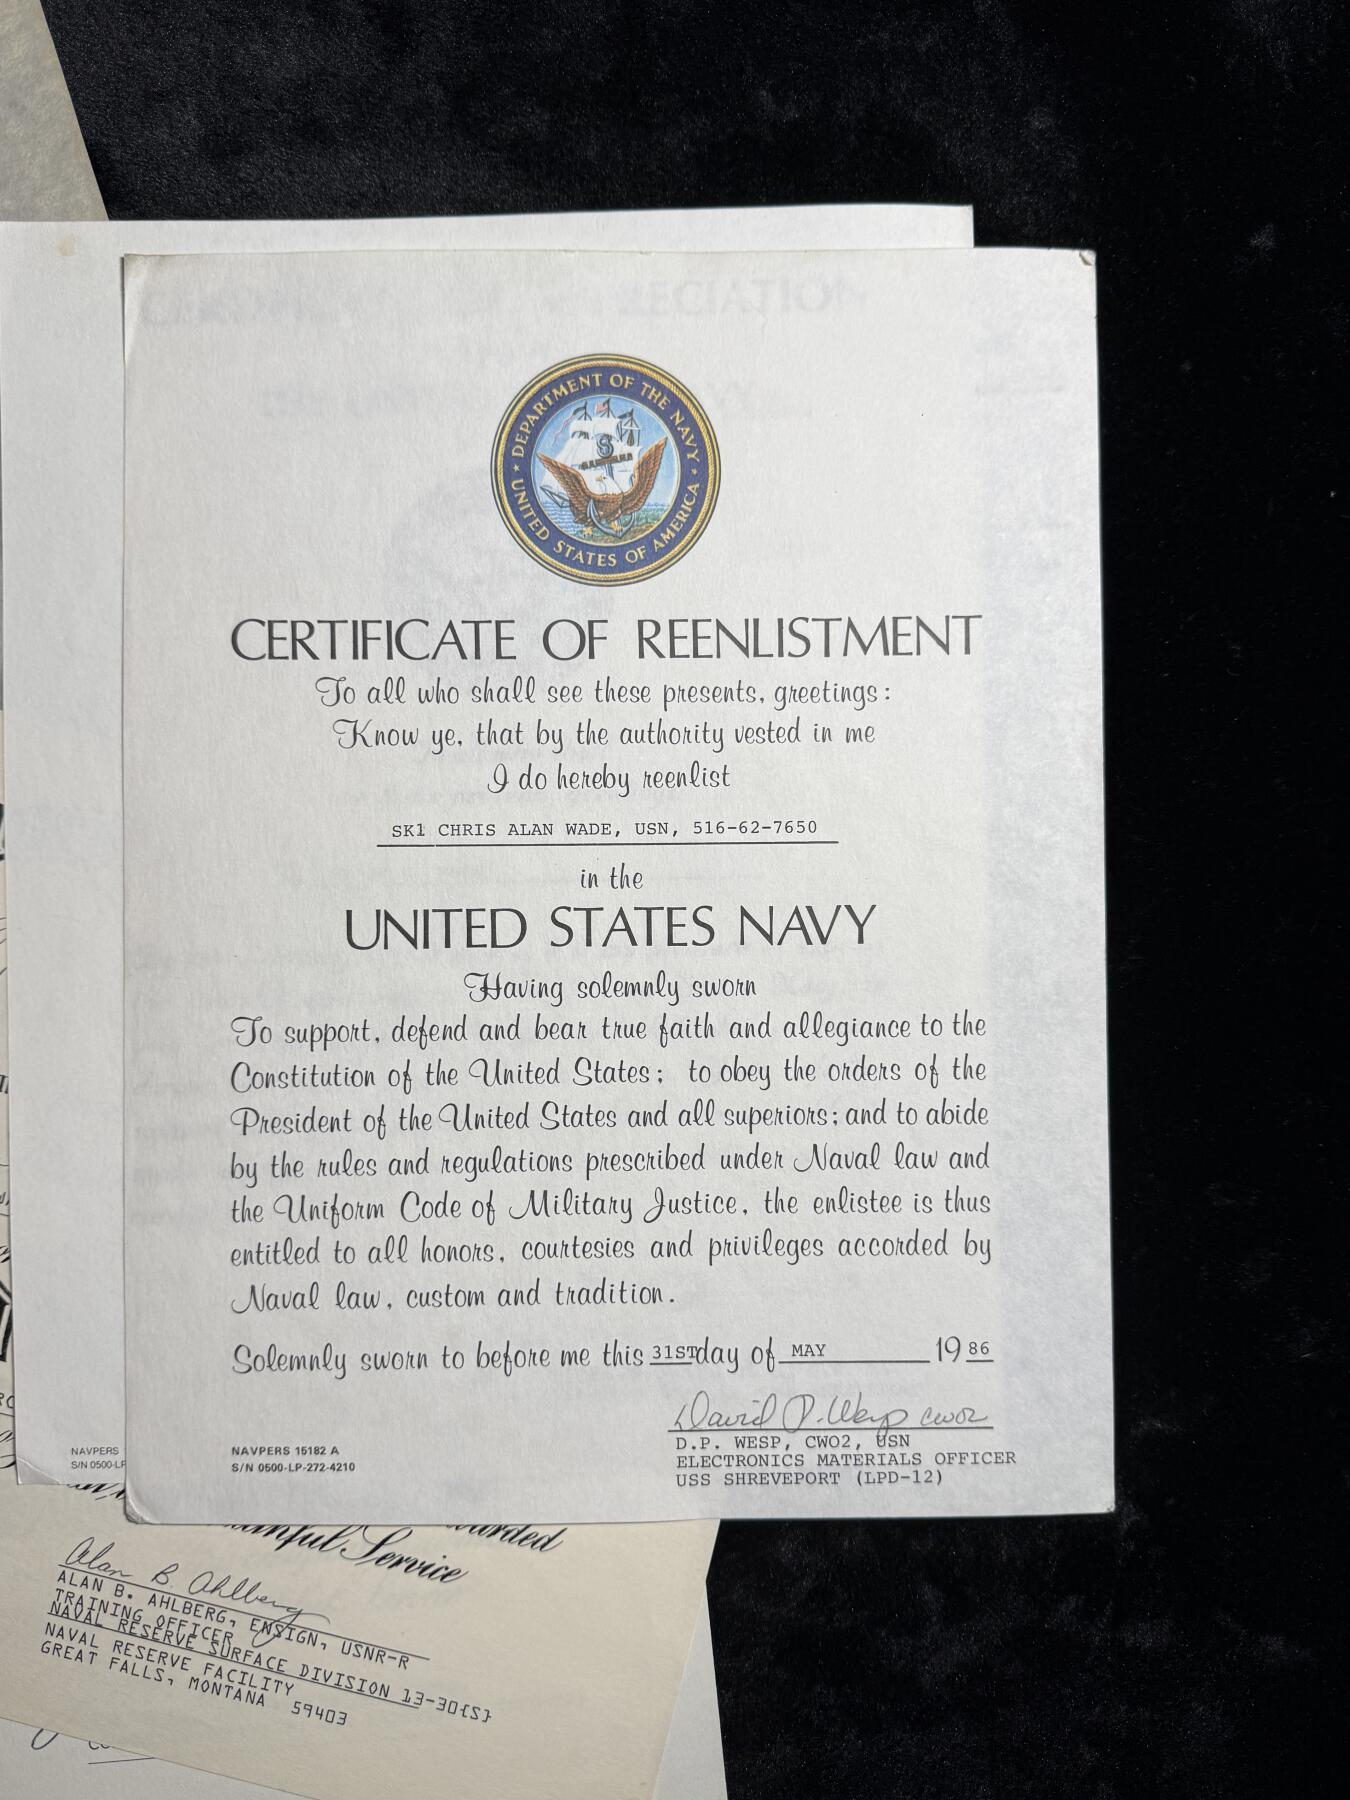 DEPARTMENT OF THE NAVY
UNITED STATES OF AMERICA
CERTIFICATE OF REENLISTMENT
To all who shall see these presents, greetings:
Know ye, that by the authority vested in me
I do hereby reenlist
SK1 CHRIS ALAN WADE, USN, 516-62-7650
in the
UNITED STATES NAVY
Having solemnly sworn
To support, defend and bear true faith and allegiance to the
Constitution of the United States; to obey the orders of the
President of the United States and all superiors; and to abide
by the rules and regulations prescribed under Naval law and
the Uniform Code of Military Justice, the enlistee is thus
entitled to all honors, courtesies and privileges accorded by
Naval law, custom and tradition.
Solemnly sworn to before me this 31ST day of MAY 19 86
David P. Wesp CWO2
D.P. WESP, CWO2, USN
ELECTRONICS MATERIALS OFFICER
USS SHREVEPORT (LPD-12)
NAVPERS 15182 A
S/N 0500-LP-272-4210
NAVPERS
S/N 0500-LP
Service
Alan B. Ahlberg
ALAN B. AHLBERG, ENSIGN, USNR-R
TRAINING OFFICER
NAVAL RESERVE SURFACE DIVISION 13-30{S}
NAVAL RESERVE FACILITY
GREAT FALLS, MONTANA 59403